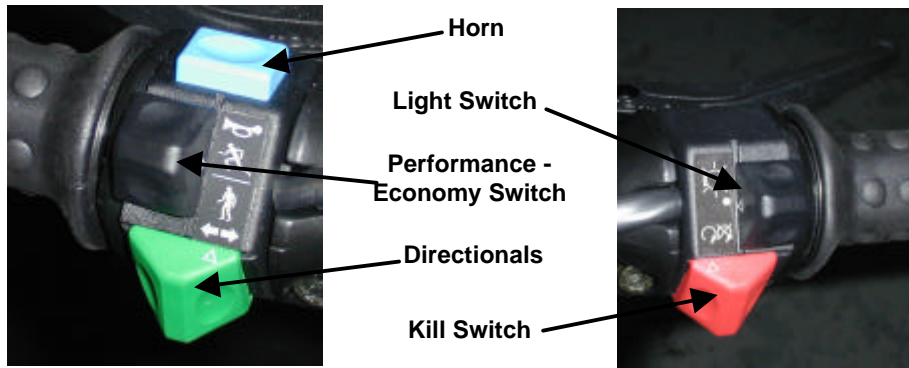 Horn
Light Switch
Performance -
Economy Switch
Directionals
Kill Switch